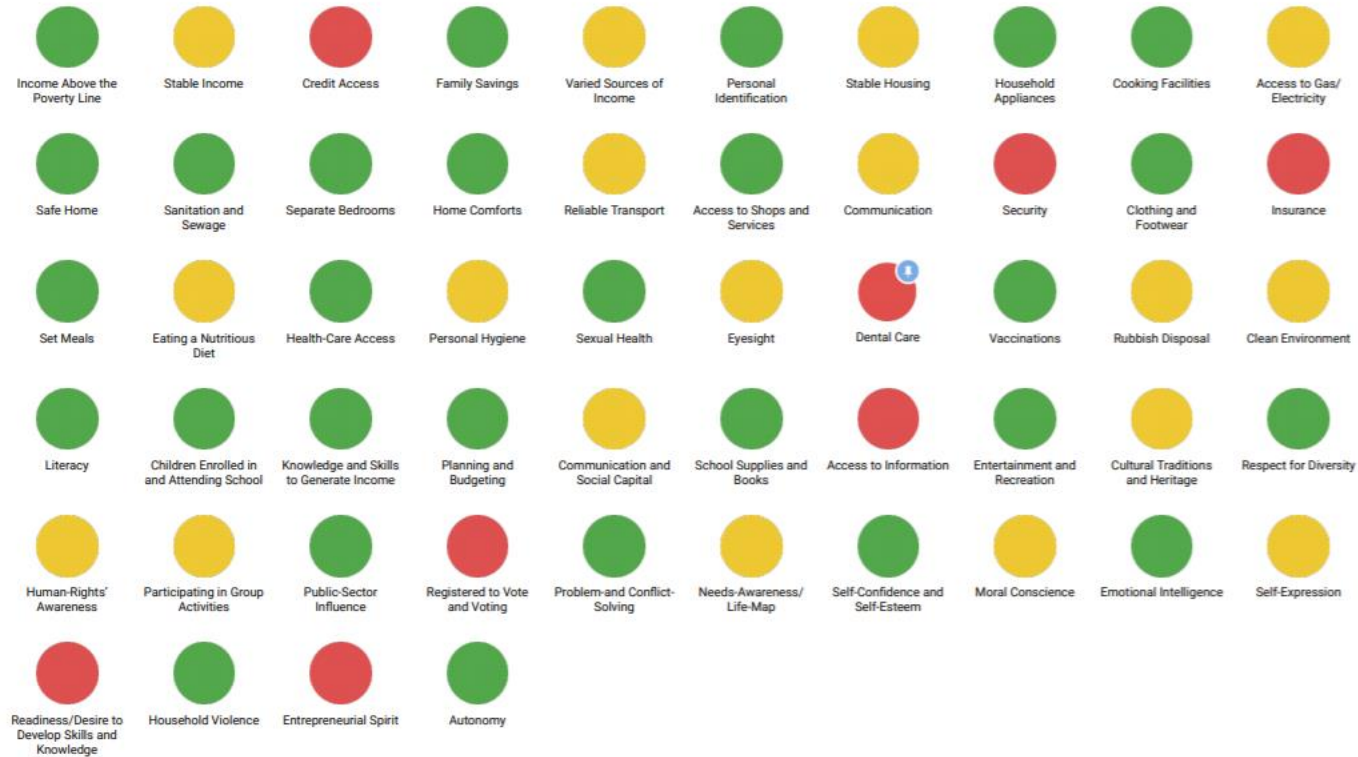 Income Above the
Poverty Line
Stable Income
Credit Access
Family Savings
Varied Sources of
Income
Personal
Identification
Stable Housing
Household
Appliances
Cooking Facilities
Access to Gas/
Electricity
Safe Home
Sanitation and
Sewage
Separate Bedrooms
Home Comforts
Reliable Transport
Access to Shops and
Services
Communication
Security
Clothing and
Footwear
Insurance
Set Meals
Eating a Nutritious
Diet
Health-Care Access
Personal Hygiene
Sexual Health
Eyesight
Dental Care
Vaccinations
Rubbish Disposal
Clean Environment
Literacy
Children Enrolled in
and Attending School
Knowledge and Skills
to Generate Income
Planning and
Budgeting
Communication and
Social Capital
School Supplies and
Books
Access to Information
Entertainment and
Recreation
Cultural Traditions
and Heritage
Respect for Diversity
Human-Rights'
Awareness
Participating in Group
Activities
Public-Sector
Influence
Registered to Vote
and Voting
Problem-and Conflict-
Solving
Needs-Awareness/
Life-Map
Self-Confidence and
Self-Esteem
Moral Conscience
Emotional Intelligence
Self-Expression
Readiness/Desire to
Develop Skills and
Knowledge
Household Violence
Entrepreneurial Spirit
Autonomy